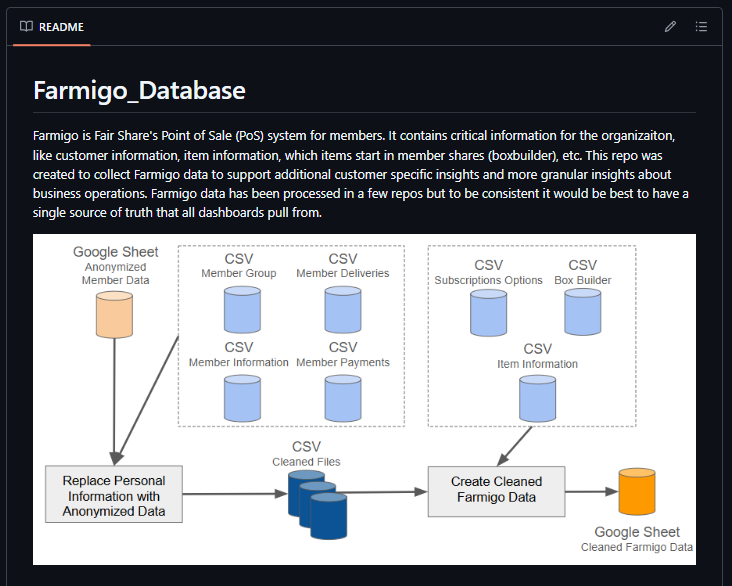 README
Farmigo_Database
Farmigo is Fair Share's Point of Sale (PoS) system for members. It contains critical information for the organizaiton,
like customer information, item information, which items start in member shares (boxbuilder), etc. This repo was
created to collect Farmigo data to support additional customer specific insights and more granular insights about
business operations. Farmigo data has been processed in a few repos but to be consistent it would be best to have a
single source of truth that all dashboards pull from.
Google Sheet
Anonymized
Member Data
CSV
Member Group
CSV
Member Deliveries
CSV
Member Information
CSV
Member Payments
CSV
Subscriptions Options
CSV
Box Builder
CSV
Item Information
Replace Personal
Information with
Anonymized Data
CSV
Cleaned Files
Create Cleaned
Farmigo Data
Google Sheet
Cleaned Farmigo Data